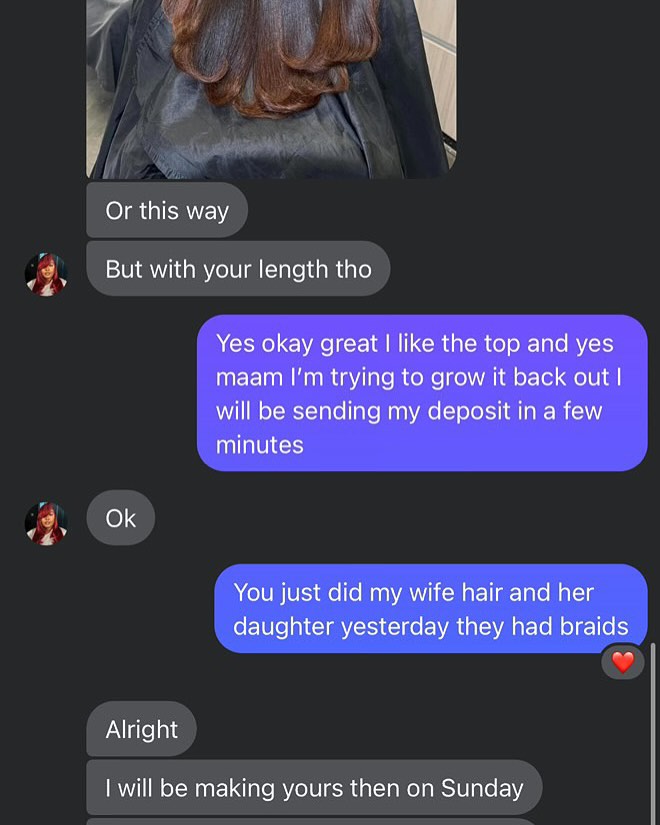 Or this way
But with your length tho
Yes okay great I like the top and yes
maam I’m trying to grow it back out I
will be sending my deposit in a few
minutes
Ok
You just did my wife hair and her
daughter yesterday they had braids
Alright
I will be making yours then on Sunday